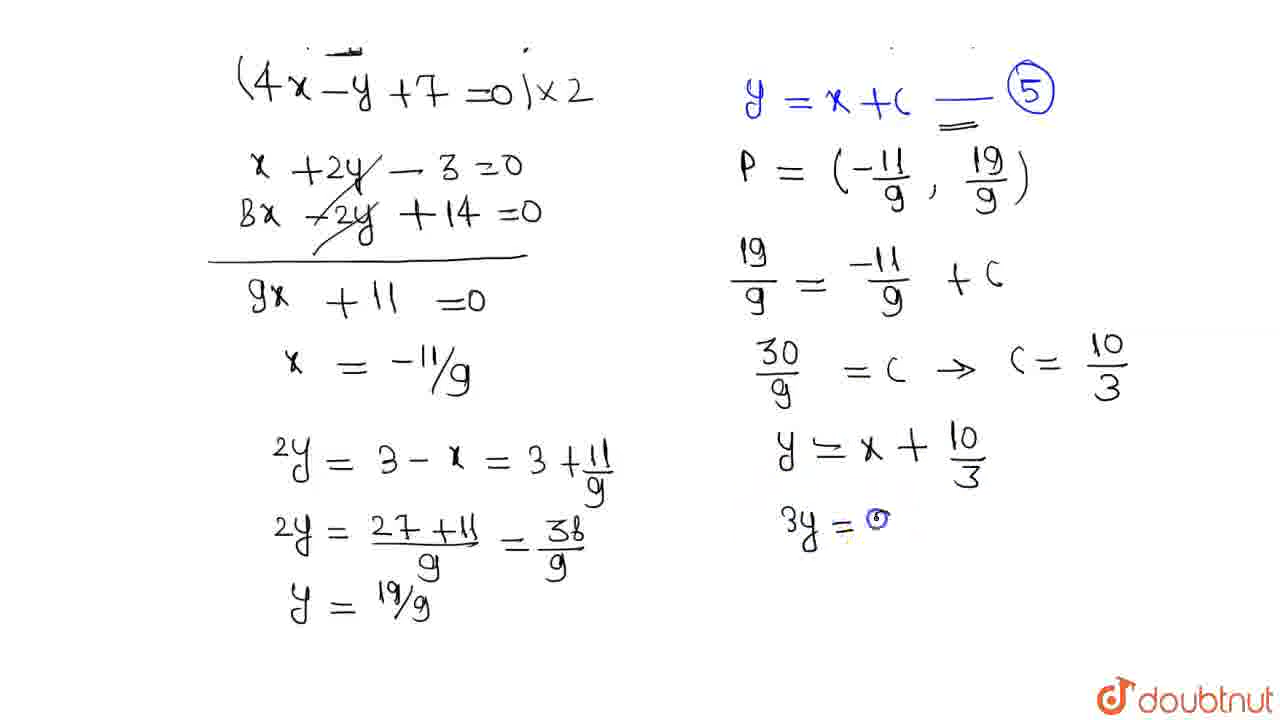 (4x - y + 7 = 0) × 2
x + 2y - 3 = 0
8x - 2y + 14 = 0
9x + 11 = 0
x = -11/9
2y = 3 - x = 3 + 11/9
2y = 27 + 11/9 = 38/9
y = 19/9
y = x + c — 5
P = (-11/9, 19/9)
19/9 = -11/9 + c
30/9 = c → c = 10/3
y = x + 10/3
3y =
doubtnut